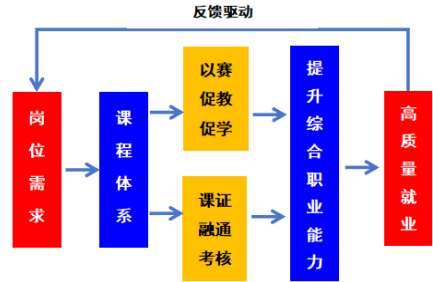 反馈驱动
岗位需求
课程体系
以赛
促教
促学
课证
融通
考核
提升综合职业能力
高质量就业